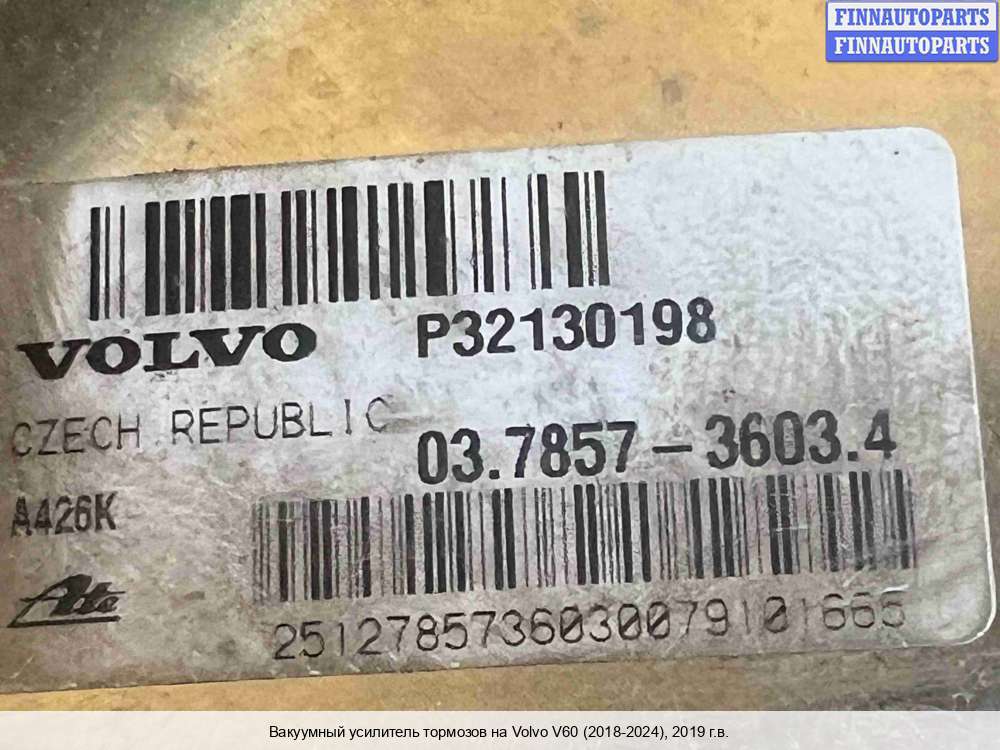 FINNAUTOPARTS
FINNAUTOPARTS
VOLVO P32130198
CZECH REPUBLIC
03.7857-3603.4
A426K
Ate
2512785736030079101665
Вакуумный усилитель тормозов на Volvo V60 (2018-2024), 2019 г.в.